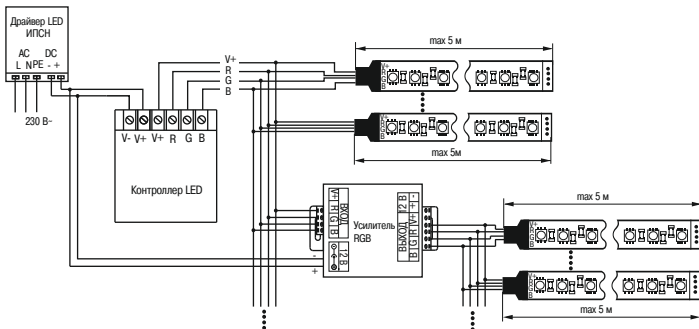 Драйвер LED
ИПСН
AC DC
L N PE - +
230 В~
V+
R
G
B
V- V+ V+ R G B
Контроллер LED
max 5 м
V+
R
G
B
max 5м
V+
R
G
B
V+ R G B
ВХОД
12 В
- +
Усилитель
RGB
ВЫХОД 12 В
B G R V+ + -
-
+
max 5 м
V+
R
G
B
V+
R
G
B
max 5 м